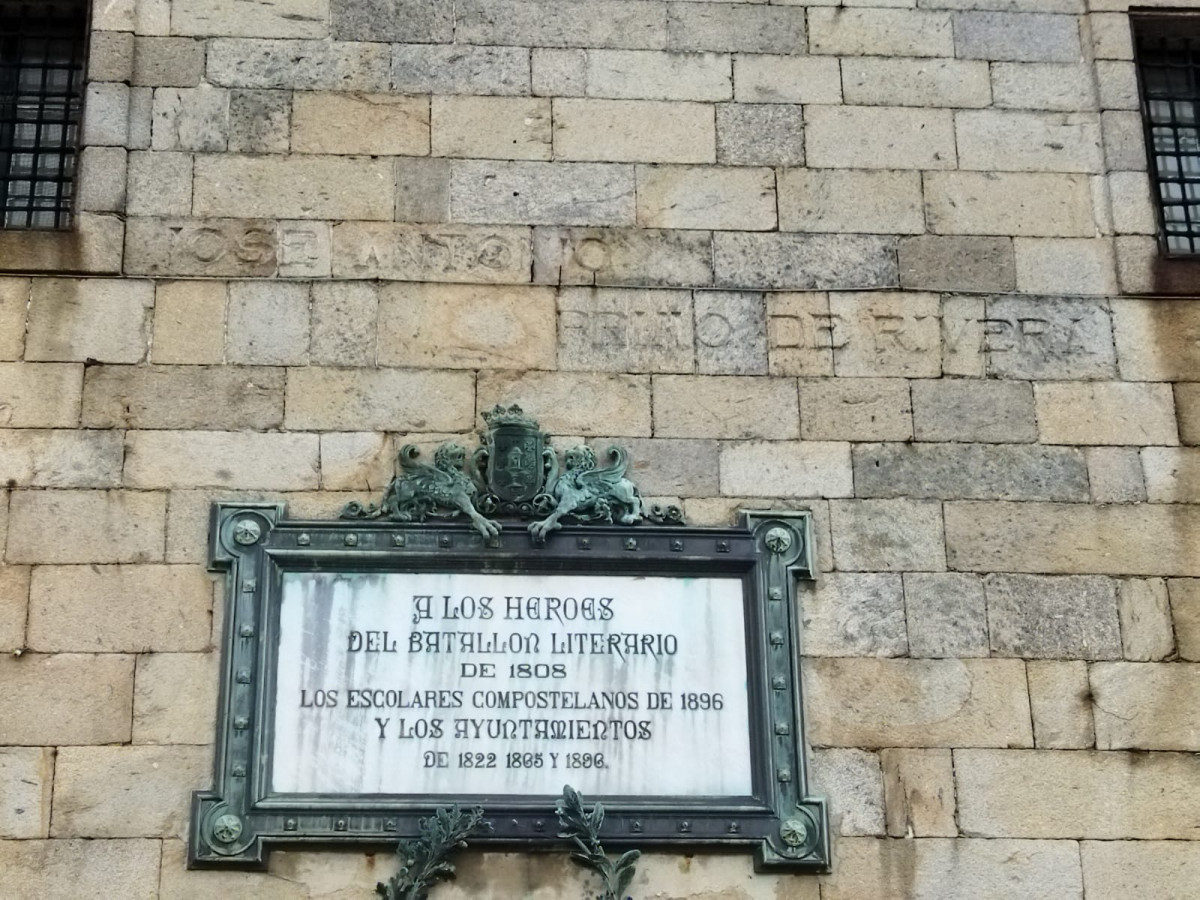 JOSE ANTONIO
PRIMO DE RIVERA
A LOS HEROES
DEL BATALLON LITERARIO
DE 1808
LOS ESCOLARES COMPOSTELANOS DE 1896
Y LOS AYUNTAMIENTOS
DE 1822 1865 Y 1896.